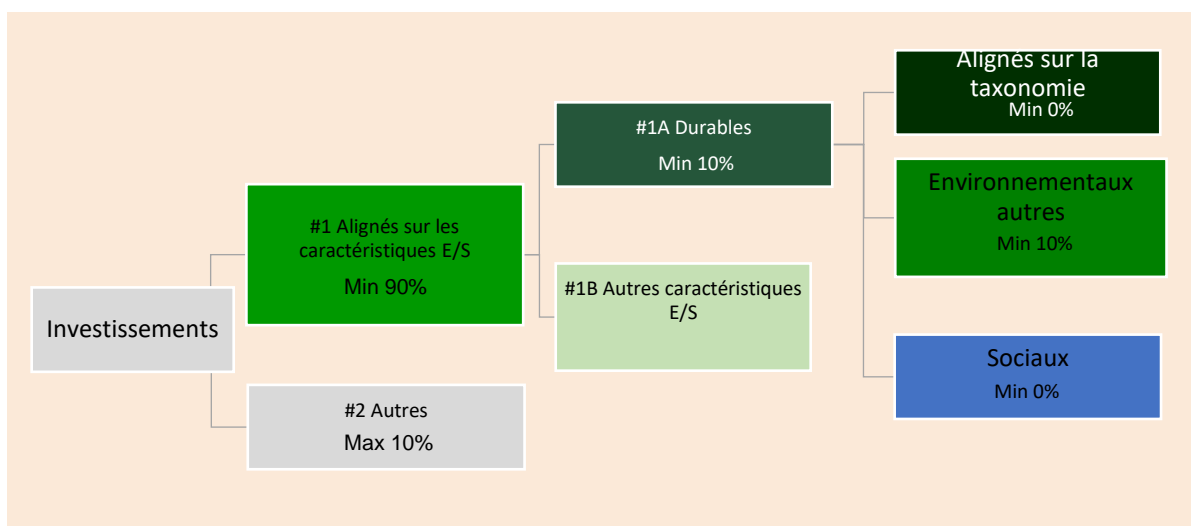 Investissements
#1 Alignés sur les
caractéristiques E/S
Min 90%
#2 Autres
Max 10%
#1A Durables
Min 10%
#1B Autres caractéristiques
E/S
Alignés sur la
taxonomie
Min 0%
Environnementaux
autres
Min 10%
Sociaux
Min 0%